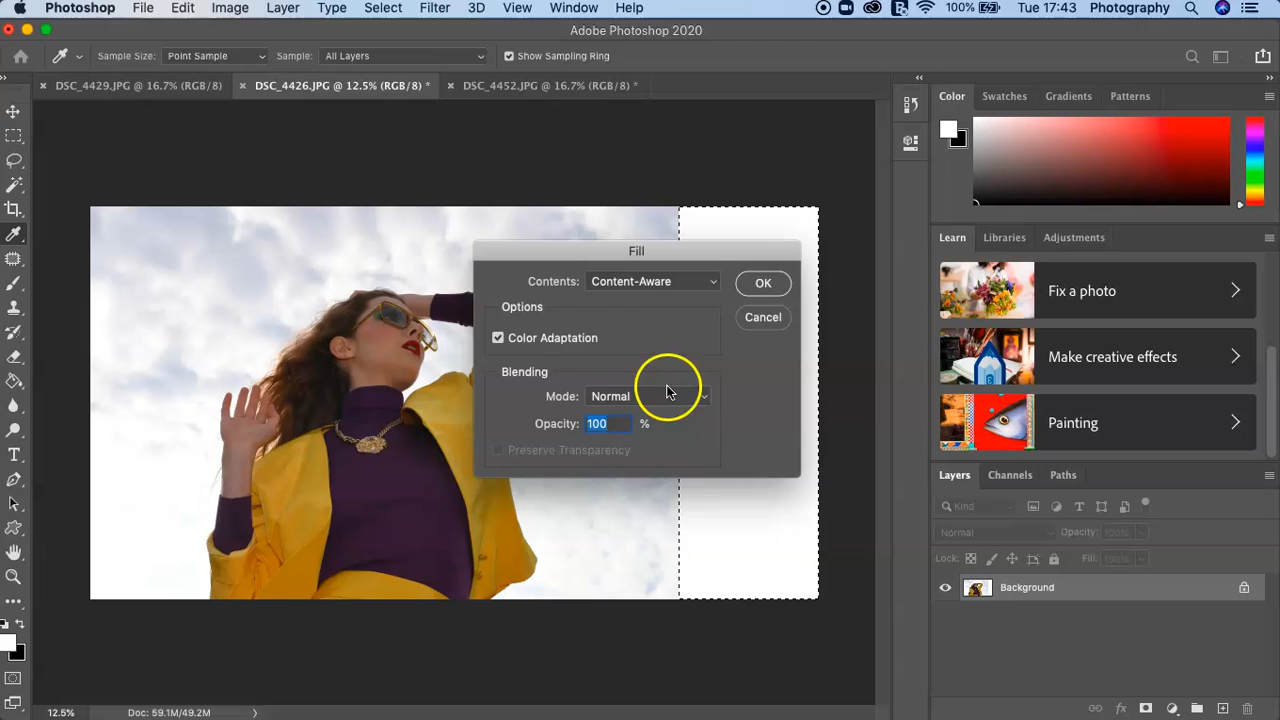 Photoshop File Edit Image Layer Type Select Filter 3D View Window Help 100% Tue 17:43 Photography
Adobe Photoshop 2020
Sample Size: Point Sample Sample: All Layers Show Sampling Ring
DSC_4429.JPG @ 16.7% (RGB/8) DSC_4426.JPG @ 12.5% (RGB/8) * DSC_4452.JPG @ 16.7% (RGB/8) *
Color Swatches Gradients Patterns
Learn Libraries Adjustments
Fix a photo
Make creative effects
Painting
Fill
Contents: Content-Aware OK
Options Cancel
Color Adaptation
Blending
Mode: Normal
Opacity: 100 %
Preserve Transparency
Layers Channels Paths
Kind
Normal Opacity: 100%
Lock: Fill: 100%
Background
12.5% Doc: 59.1M/49.2M